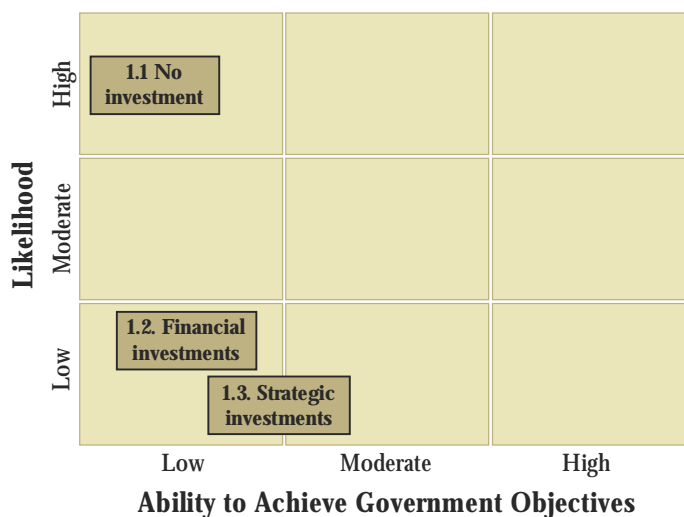 High
1.1 No
investment
Likelihood
Moderate
Low
1.2. Financial
investments
1.3. Strategic
investments
Low
Moderate
High
Ability to Achieve Government Objectives